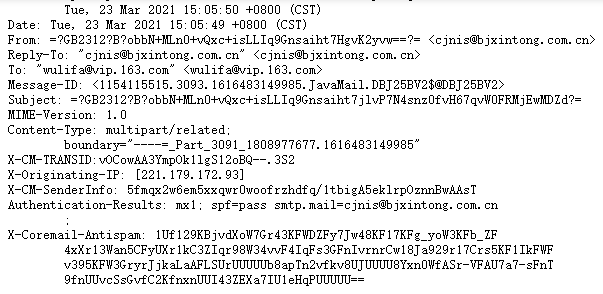 Tue, 23 Mar 2021 15:05:50 +0800 (CST)
Date: Tue, 23 Mar 2021 15:05:49 +0800 (CST)
From: =?GB2312?B?obbN+MLn0+vQxc+isLLIq9Gnsaiht7HgvK2yvw==?= <cjnis@bjxintong.com.cn>
Reply-To: "cjnis@bjxintong.com.cn" <cjnis@bjxintong.com.cn>
To: "wulifa@vip.163.com" <wulifa@vip.163.com>
Message-ID: <1154115515.3093.1616483149985.JavaMail.DBJ25BV2$@DBJ25BV2>
Subject: =?GB2312?B?obbN+MLn0+vQxc+isLLIq9Gnsaiht7jlvP7N4snz0fvH67qvW0FRMjEwMDZd?=
MIME-Version: 1.0
Content-Type: multipart/related;
boundary="----=_Part_3091_1808977677.1616483149985"
X-CM-TRANSID:vOCowAA3YmpOk1lgS12oBQ--.3S2
X-Originating-IP: [221.179.172.93]
X-CM-SenderInfo: 5fmqx2w6em5xxqwr0woofrzhdfq/1tbigA5eklrpOznnBwAAsT
Authentication-Results: mx1; spf=pass smtp.mail=cjnis@bjxintong.com.cn
;
X-Coremail-Antispam: 1Uf129KBjvdXoW7Gr43KFWDZFy7Jw48KF17KFg_yoW3KFb_ZF
4xXr13Wan5CFyUXr1kC3ZIqr98W34vvF4IqFs3GFnIvrnrCw18Ja929r17Crs5KF1IkFWF
v395KFW3GryrJjkaLaAFLSUrUUUUUb8apTn2vfkv8UJUUUU8Yxn0WfASr-VFAU7a7-sFnT
9fnUUvcSsGvfC2KfnxnUUI43ZEXa7IU1eHqPUUUUU==